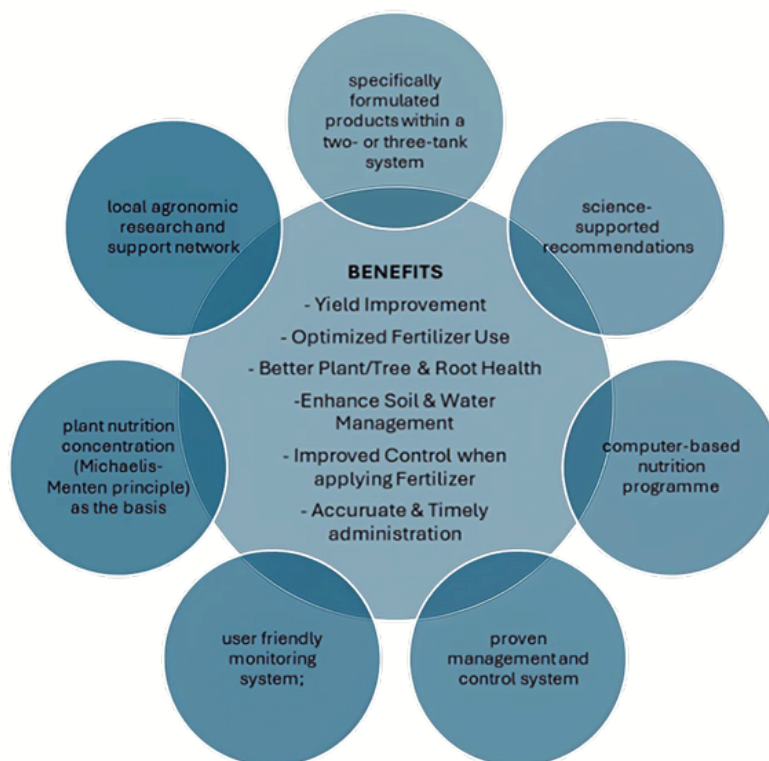 specifically
formulated
products within a
two- or three-tank
system
science-
supported
recommendations
computer-based
nutrition
programme
proven
management and
control system
user friendly
monitoring
system;
plant nutrition
concentration
(Michaelis-
Menten principle)
as the basis
local agronomic
research and
support network
BENEFITS
- Yield Improvement
- Optimized Fertilizer Use
- Better Plant/Tree & Root Health
-Enhance Soil & Water
Management
- Improved Control when
applying Fertilizer
- Accuruate & Timely
administration